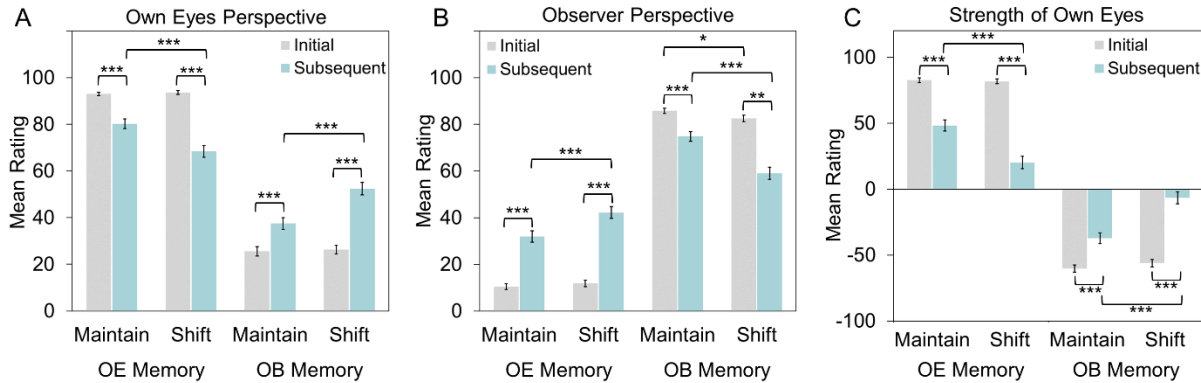 A
Own Eyes Perspective
Initial
Subsequent
Mean Rating
100
80
60
40
20
0
***
***
***
***
***
***
Maintain
Shift
Maintain
Shift
OE Memory
OB Memory
B
Observer Perspective
Initial
Subsequent
Mean Rating
100
80
60
40
20
0
***
***
***
*
***
***
**
Maintain
Shift
Maintain
Shift
OE Memory
OB Memory
C
Strength of Own Eyes
Initial
Subsequent
Mean Rating
100
50
0
-50
-100
***
***
***
***
***
***
Maintain
Shift
Maintain
Shift
OE Memory
OB Memory